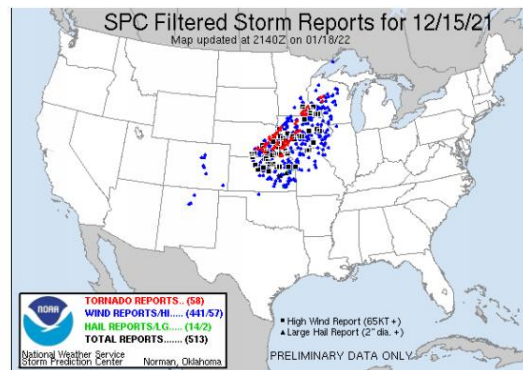 SPC Filtered Storm Reports for 12/15/21
Map updated at 2140Z on 01/18/22
NOAA
TORNADO REPORTS.. (58)
WIND REPORTS/HI..... (441/57)
HAIL REPORTS/LG..... (14/2)
TOTAL REPORTS....... (513)
National Weather Service
Storm Prediction Center Norman, Oklahoma
High Wind Report (65KT +)
Large Hail Report (2" dia. +)
PRELIMINARY DATA ONLY